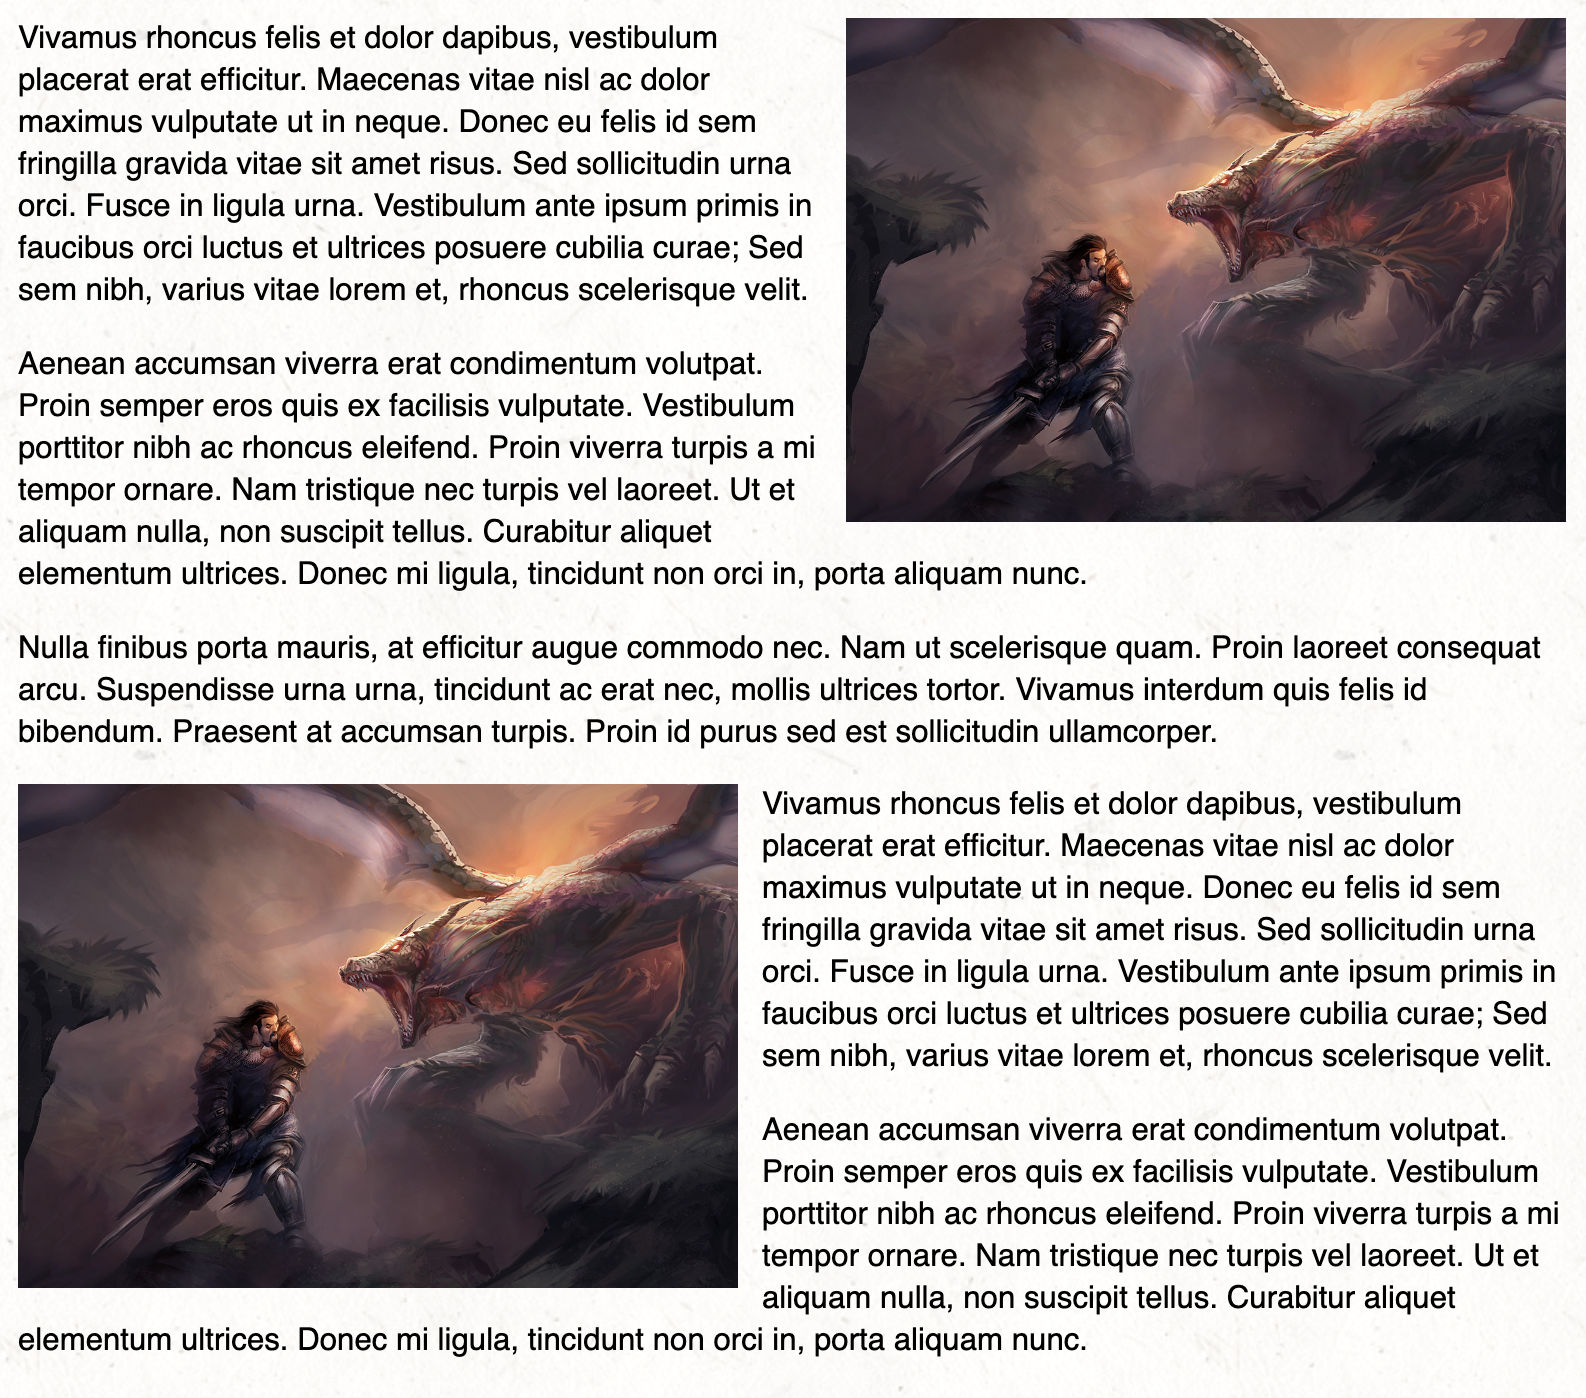 Vivamus rhoncus felis et dolor dapibus, vestibulum
placerat erat efficitur. Maecenas vitae nisl ac dolor
maximus vulputate ut in neque. Donec eu felis id sem
fringilla gravida vitae sit amet risus. Sed sollicitudin urna
orci. Fusce in ligula urna. Vestibulum ante ipsum primis in
faucibus orci luctus et ultrices posuere cubilia curae; Sed
sem nibh, varius vitae lorem et, rhoncus scelerisque velit.
Aenean accumsan viverra erat condimentum volutpat.
Proin semper eros quis ex facilisis vulputate. Vestibulum
porttitor nibh ac rhoncus eleifend. Proin viverra turpis a mi
tempor ornare. Nam tristique nec turpis vel laoreet. Ut et
aliquam nulla, non suscipit tellus. Curabitur aliquet
elementum ultrices. Donec mi ligula, tincidunt non orci in, porta aliquam nunc.
Nulla finibus porta mauris, at efficitur augue commodo nec. Nam ut scelerisque quam. Proin laoreet consequat
arcu. Suspendisse urna urna, tincidunt ac erat nec, mollis ultrices tortor. Vivamus interdum quis felis id
bibendum. Praesent at accumsan turpis. Proin id purus sed est sollicitudin ullamcorper.
Vivamus rhoncus felis et dolor dapibus, vestibulum
placerat erat efficitur. Maecenas vitae nisl ac dolor
maximus vulputate ut in neque. Donec eu felis id sem
fringilla gravida vitae sit amet risus. Sed sollicitudin urna
orci. Fusce in ligula urna. Vestibulum ante ipsum primis in
faucibus orci luctus et ultrices posuere cubilia curae; Sed
sem nibh, varius vitae lorem et, rhoncus scelerisque velit.
Aenean accumsan viverra erat condimentum volutpat.
Proin semper eros quis ex facilisis vulputate. Vestibulum
porttitor nibh ac rhoncus eleifend. Proin viverra turpis a mi
tempor ornare. Nam tristique nec turpis vel laoreet. Ut et
aliquam nulla, non suscipit tellus. Curabitur aliquet
elementum ultrices. Donec mi ligula, tincidunt non orci in, porta aliquam nunc.